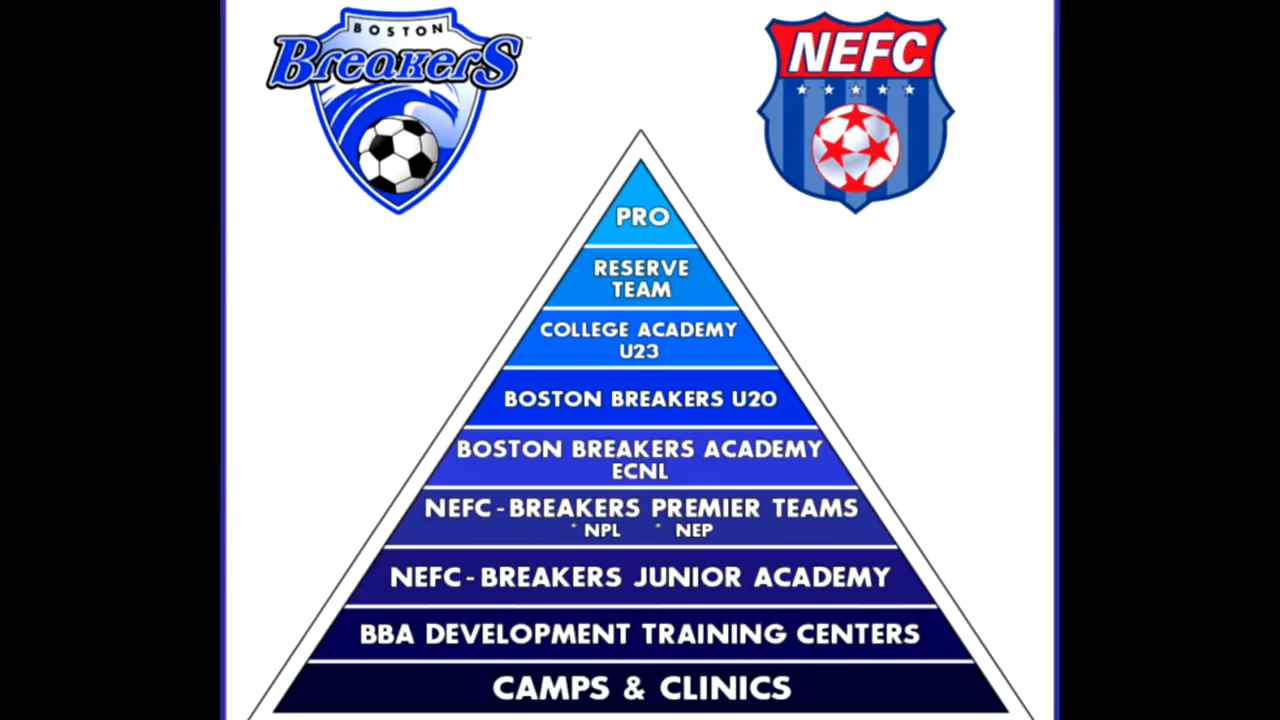 BOSTON
Breakers
NEFC
PRO
RESERVE
TEAM
COLLEGE ACADEMY
U23
BOSTON BREAKERS U20
BOSTON BREAKERS ACADEMY
ECNL
NEFC - BREAKERS PREMIER TEAMS
* NPL * NEP
NEFC - BREAKERS JUNIOR ACADEMY
BBA DEVELOPMENT TRAINING CENTERS
CAMPS & CLINICS